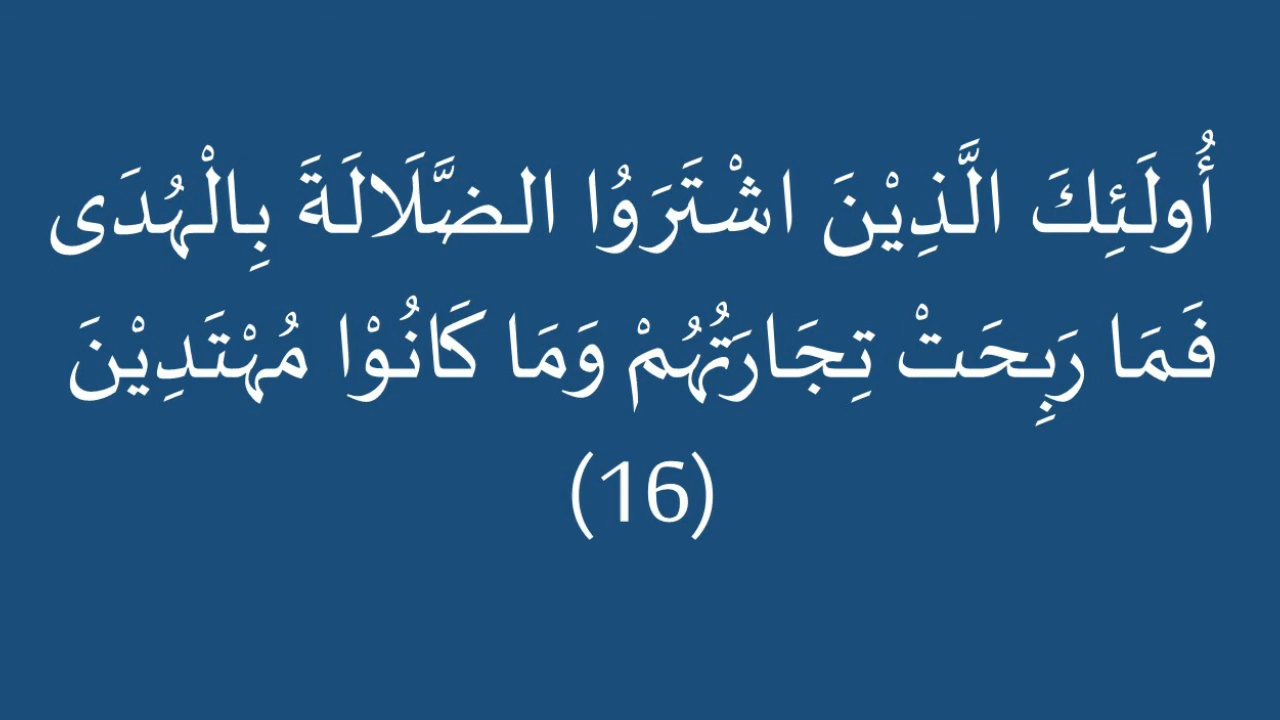 أُولَئِكَ الَّذِيْنَ اشْتَرَوُا الضَّلَالَةَ بِالْهُدَى
فَمَا رَبِحَتْ تِجَارَتُهُمْ وَمَا كَانُوْا مُهْتَدِيْنَ
(16)